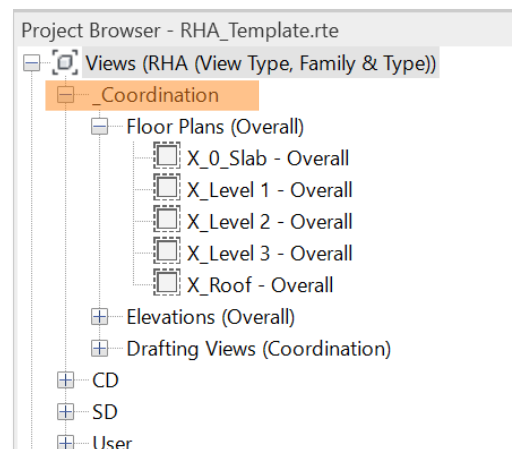 Project Browser - RHA_Template.rte
Views (RHA (View Type, Family & Type))
_Coordination
Floor Plans (Overall)
X_0_Slab - Overall
X_Level 1 - Overall
X_Level 2 - Overall
X_Level 3 - Overall
X_Roof - Overall
Elevations (Overall)
Drafting Views (Coordination)
CD
SD
User